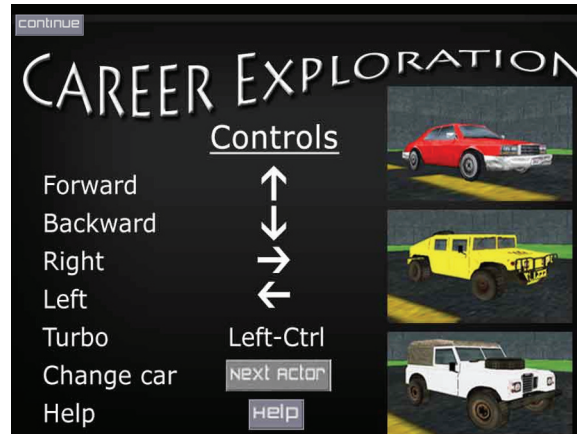 continue
CAREER EXPLORATION
Controls
Forward ↑
Backward ↓
Right →
Left ←
Turbo Left-Ctrl
Change car Next Actor
Help Help